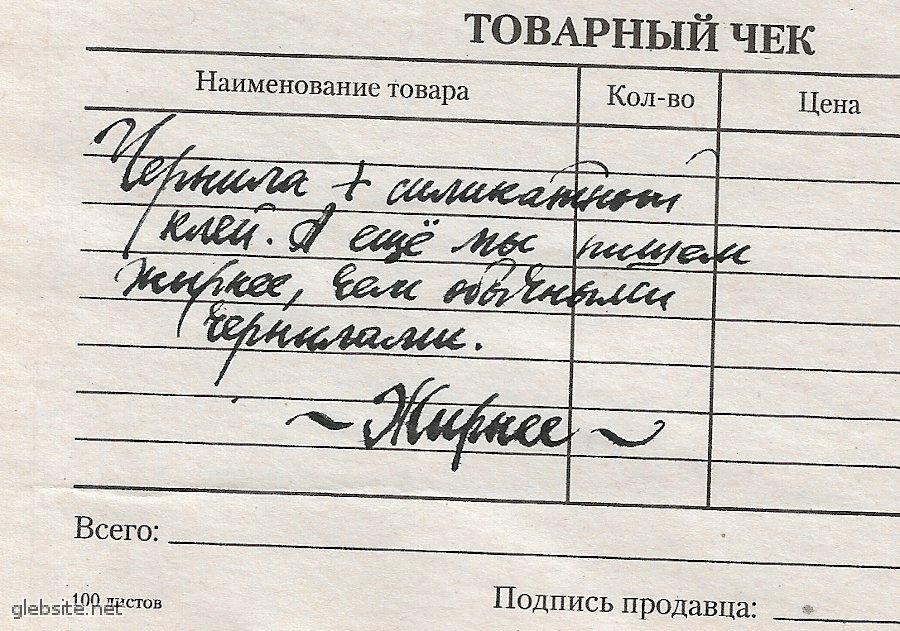 ТОВАРНЫЙ ЧЕК
Наименование товара Кол-во Цена
Чернила + силикатный
клей. А ещё мы пишем
жирнее, чем обычными
чернилами.
~ Жирнее ~
Всего:
100 листов
glebsite.net
Подпись продавца: